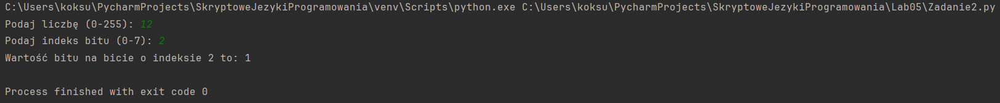 C:\Users\koksu\PycharmProjects\SkryptoweJezykiProgramowania\venv\Scripts\python.exe C:\Users\koksu\PycharmProjects\SkryptoweJezykiProgramowania\Lab05\Zadanie2.py
Podaj liczbę (0-255): 12
Podaj indeks bitu (0-7): 2
Wartość bitu na bicie o indeksie 2 to: 1
Process finished with exit code 0